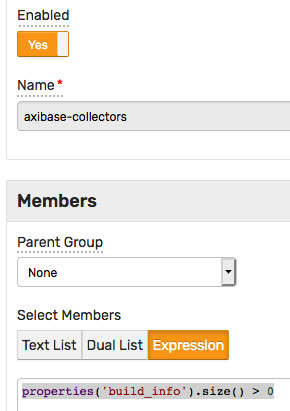 Enabled
Yes
Name *
axibase-collectors
Members
Parent Group
None
Select Members
Text List Dual List Expression
properties('build_info').size() > 0